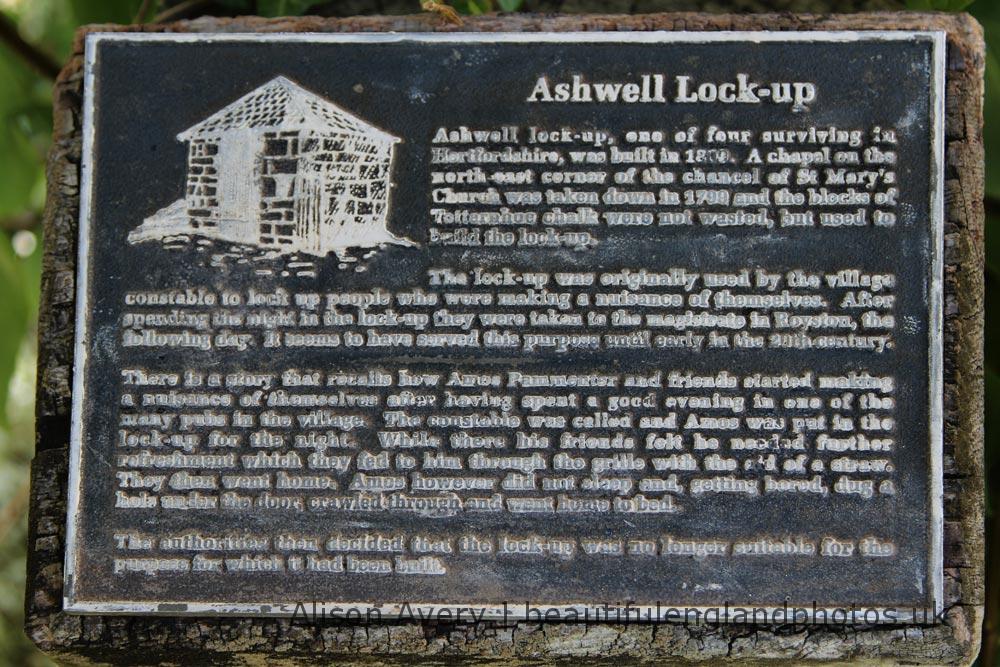 Ashwell Lock-up
Ashwell lock-up, one of four surviving in
Hertfordshire, was built in A chapel on the
north-east corner of the chancel of St Mary's
Church was taken down in and the blocks of
Totternhoe chalk were not wasted, but used to
build the lock-up.
The lock-up was originally used by the village
constable to lock up people who were making a nuisance of themselves. After
spending the night in the lock-up they were taken to the magistrate in Royston, the
following day. It seems to have served this purpose until early in the 20th-century.
There is a story that recalls how Amos Pammenter and friends started making
a nuisance of themselves after having spent a good evening in one of the
many pubs in the village. The constable was called and Amos was put in the
lock-up for the night. While there his friends felt he needed further
refreshment which they fed to him through the grille with the aid of a straw.
They then went home. Amos however did not sleep and, getting bored, dug a
hole under the door, crawled through and went home to bed.
The authorities then decided that the lock-up was no longer suitable for the
purpose for which it had been built.
Alison Avery | beautifulenglandphotos.uk